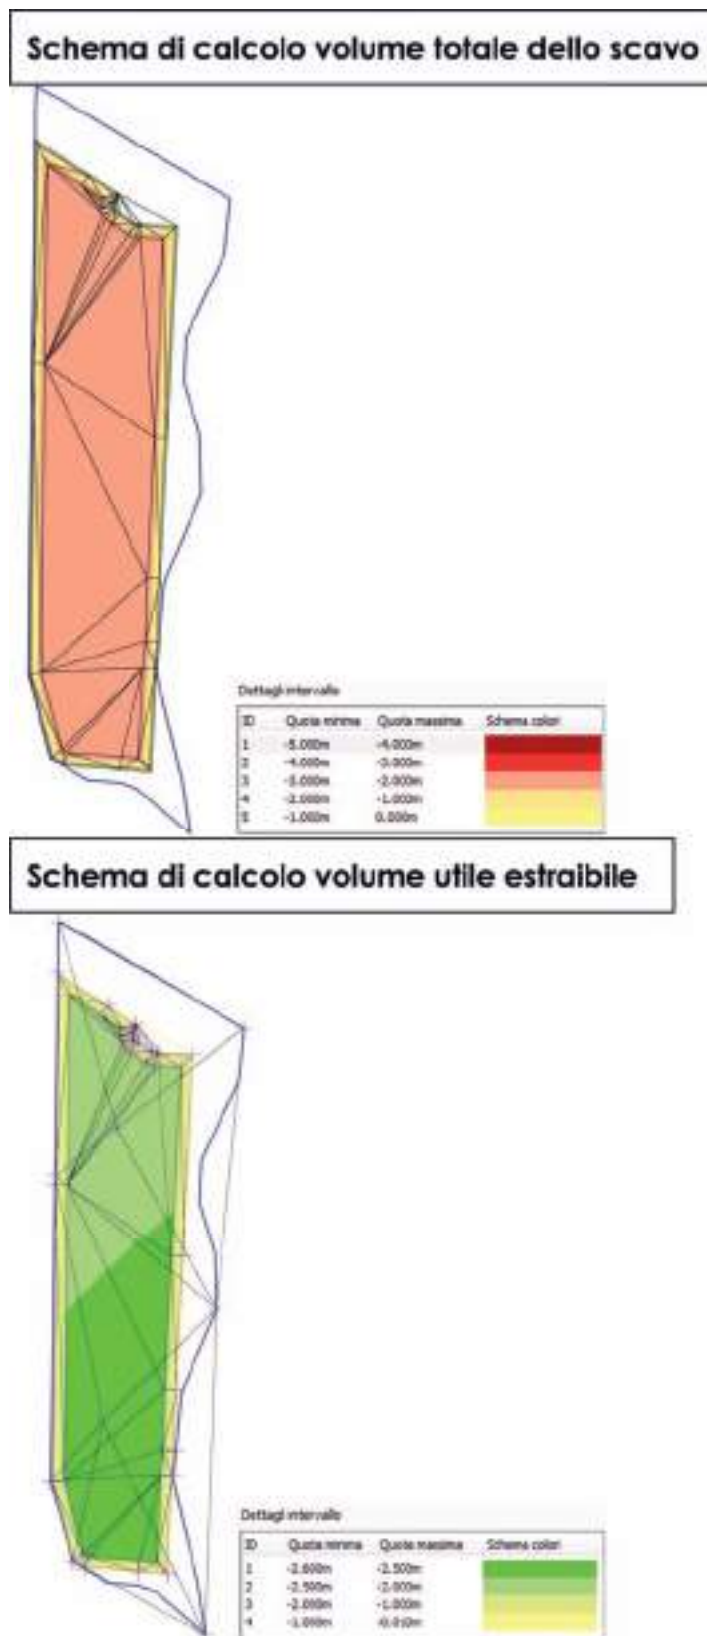 Schema di calcolo volume totale dello scavo
Dettagli intervallo
ID Quota minima Quota massima Schema colori
1 -5.000m -4.000m
2 -4.000m -3.000m
3 -3.000m -2.000m
4 -2.000m -1.000m
5 -1.000m 0.000m
Schema di calcolo volume utile estraibile
Dettagli intervallo
ID Quota minima Quota massima Schema colori
1 -2.600m -2.500m
2 -2.500m -2.000m
3 -2.000m -1.000m
4 -1.000m -0.010m